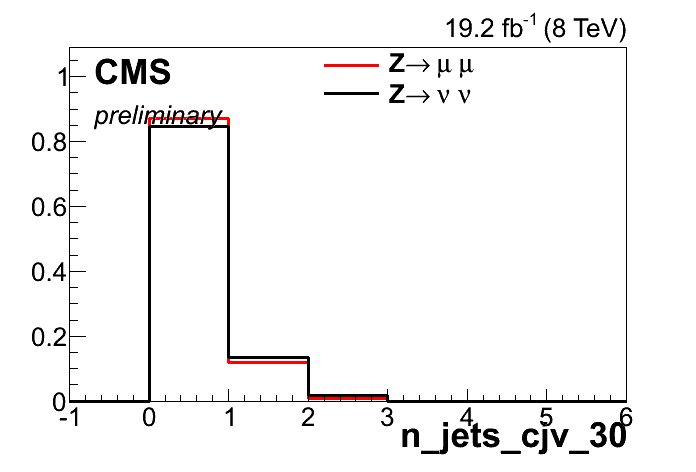 19.2 fb-1 (8 TeV)
CMS
preliminary
Z→ μ μ
Z→ ν ν
1
0.8
0.6
0.4
0.2
0
-1 0 1 2 3 4 5 6
n_jets_cjv_30